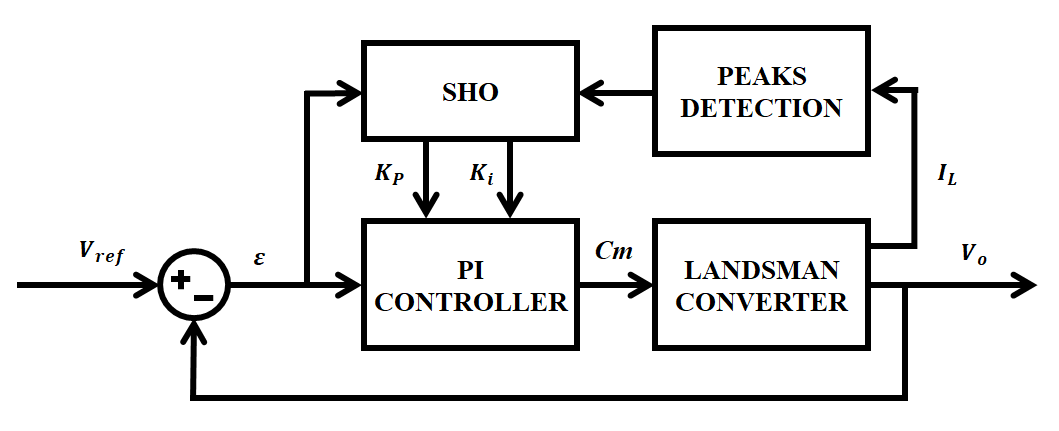 SHO
PEAKS
DETECTION
K_P
K_i
I_L
V_ref
ε
PI
CONTROLLER
Cm
LANDSMAN
CONVERTER
V_o
+
−